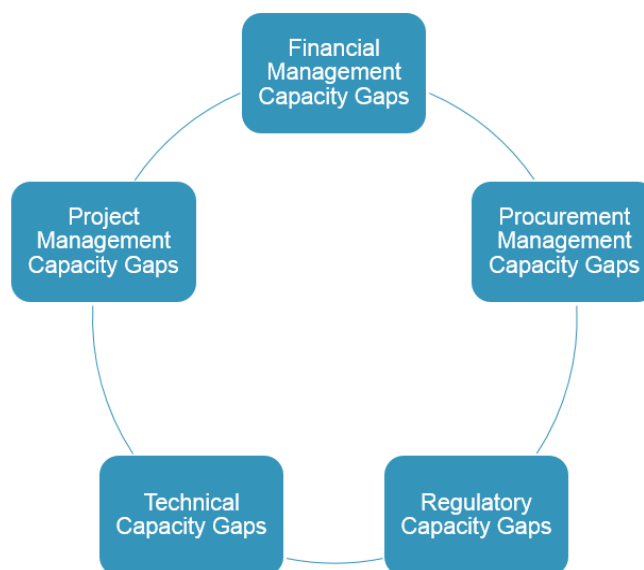 Financial
Management
Capacity Gaps
Project
Management
Capacity Gaps
Procurement
Management
Capacity Gaps
Technical
Capacity Gaps
Regulatory
Capacity Gaps